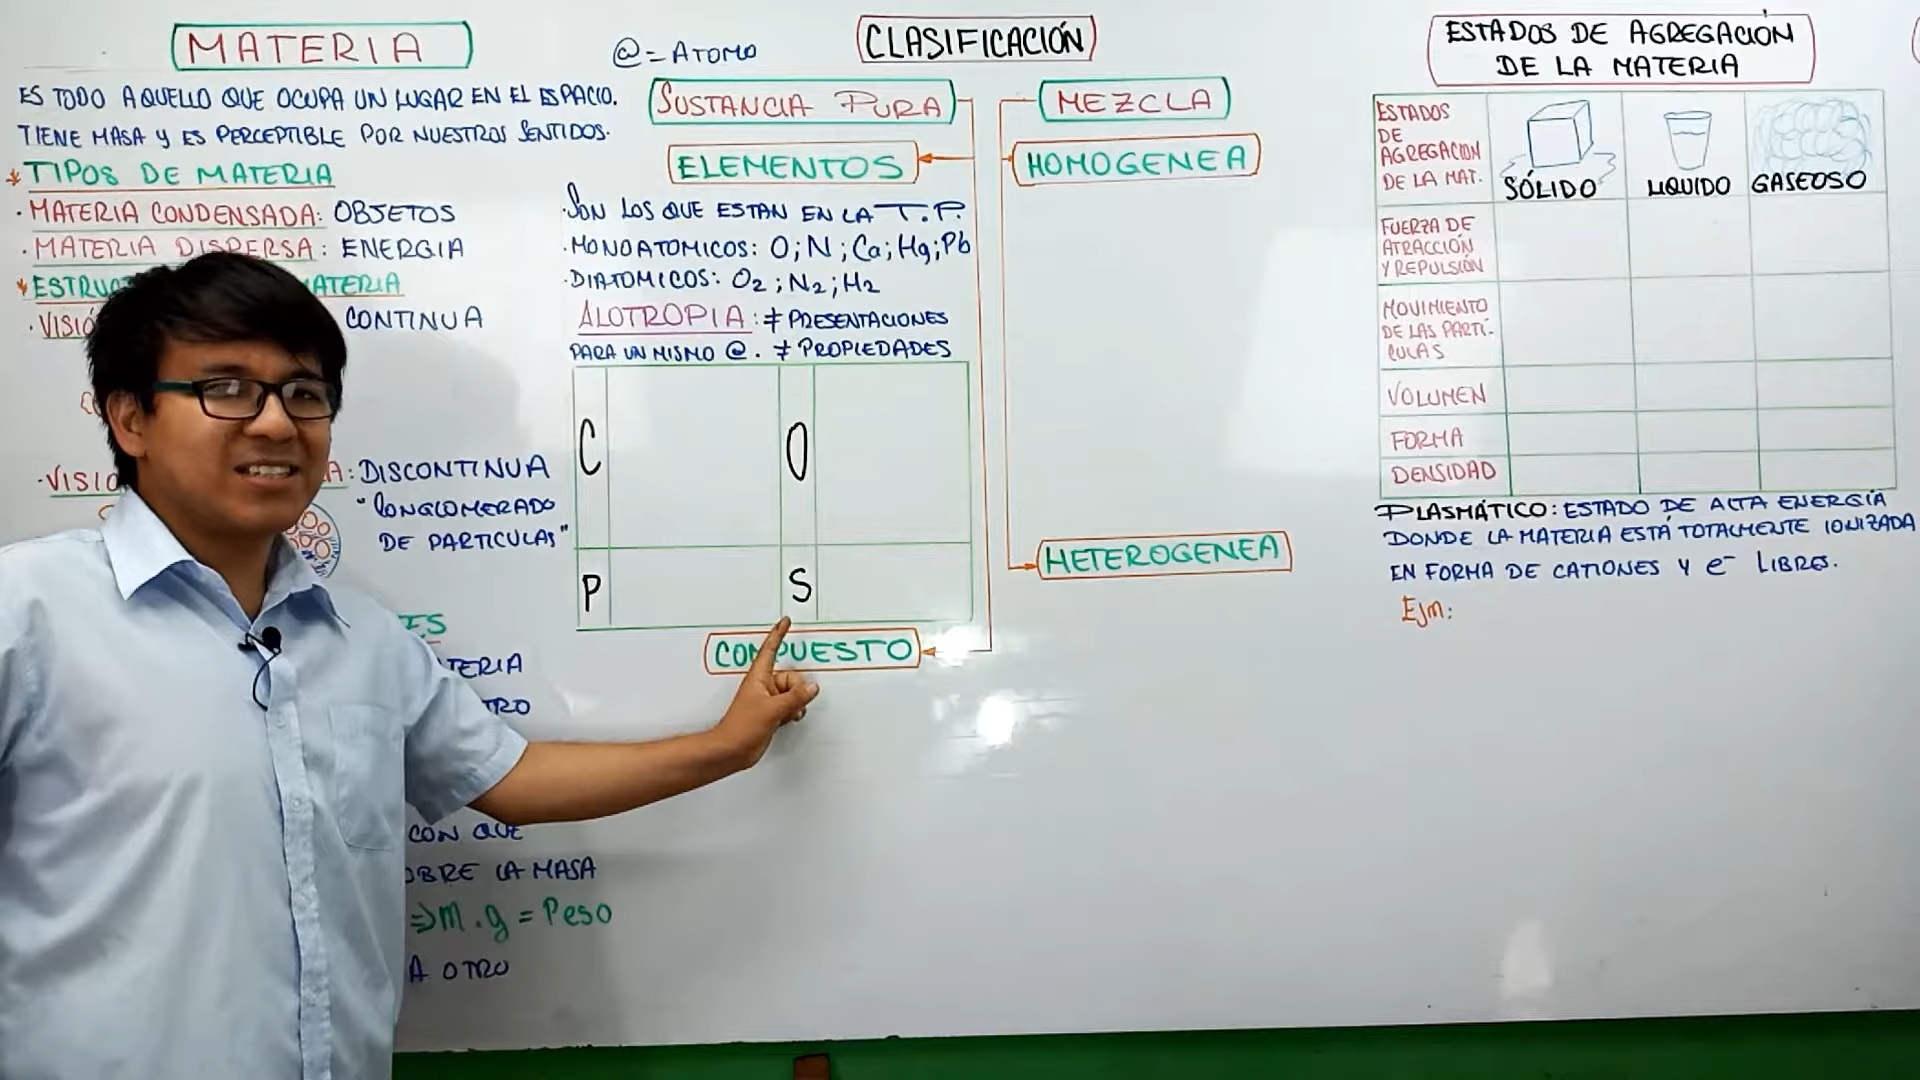 MATERIA
ES TODO AQUELLO QUE OCUPA UN LUGAR EN EL ESPACIO.
TIENE MASA Y ES PERCEPTIBLE POR NUESTROS SENTIDOS.
* TIPOS DE MATERIA
· MATERIA CONDENSADA: OBJETOS
· MATERIA DISPERSA: ENERGIA
CONTINUA
DISCONTINUA
"CONGLOMERADO
DE PARTICULAS"
CON QUE
LA MASA
⇒ m.g = Peso
A OTRO
@ = ATOMO
CLASIFICACIÓN
SUSTANCIA PURA
ELEMENTOS
· SON LOS QUE ESTAN EN LA T.P.
· MONOATOMICOS: O; N; Ca; Hg; Pb
· DIATOMICOS: O2; N2; H2
ALOTROPIA: ≠ PRESENTACIONES
PARA UN MISMO @. ≠ PROPIEDADES
C
O
P
S
COMPUESTO
MEZCLA
HOMOGENEA
HETEROGENEA
ESTADOS DE AGREGACIÓN
DE LA MATERIA
ESTADOS
DE
AGREGACION
DE LA MAT.
SÓLIDO LIQUIDO GASEOSO
FUERZA DE
ATRACCIÓN
Y REPULSIÓN
MOVIMIENTO
DE LAS PARTÍ-
CULAS
VOLUMEN
FORMA
DENSIDAD
PLASMÁTICO: ESTADO DE ALTA ENERGÍA
DONDE LA MATERIA ESTÁ TOTALMENTE IONIZADA
EN FORMA DE CATIONES Y e- LIBRES.
Ejm: